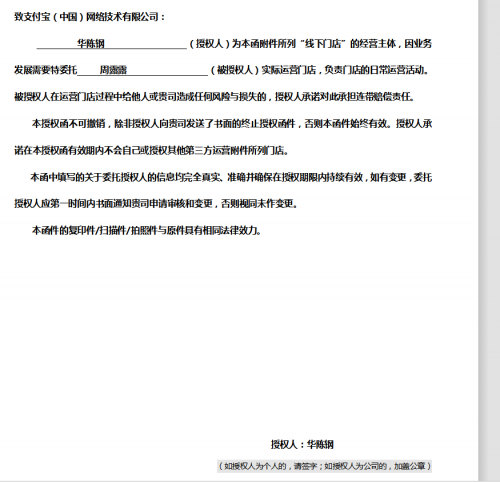 致支付宝（中国）网络技术有限公司：
华陈钢（授权人）为本函附件所列“线下门店”的经营主体，因业务
发展需要特委托 周露露（被授权人）实际运营门店，负责门店的日常运营活动。
被授权人在运营门店过程中给他人或贵司造成任何风险与损失的，授权人承诺对此承担连带赔偿责任。
本授权函不可撤销，除非授权人向贵司发送了书面的终止授权函件，否则本函件始终有效。授权人承
诺在本授权函有效期内不会自己或授权其他第三方运营附件所列门店。
本函中填写的关于委托授权人的信息均完全真实、准确并确保在授权期限内持续有效，如有变更，委托
授权人应第一时间内书面通知贵司申请审核和变更，否则视同未作变更。
本函件的复印件/扫描件/拍照件与原件具有相同法律效力。
授权人：华陈钢
（如授权人为个人的，请签字；如授权人为公司的，加盖公章）